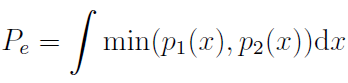 P_e = ∫ min(p_1(x), p_2(x))dx